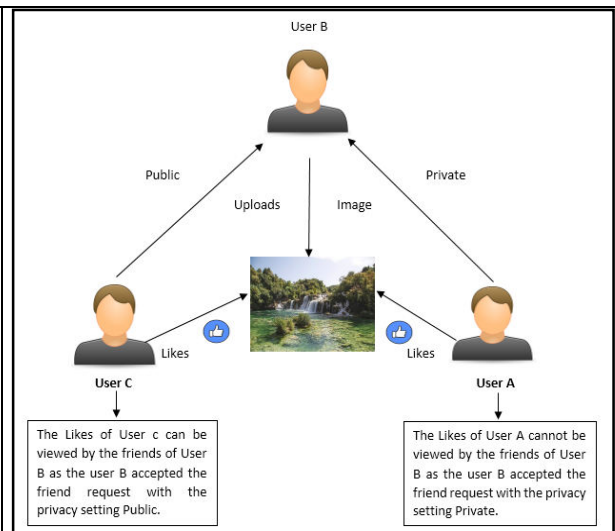 User B
Public
Private
Uploads
Image
Likes
Likes
User C
User A
The Likes of User c can be
viewed by the friends of User
B as the user B accepted the
friend request with the
privacy setting Public.
The Likes of User A cannot be
viewed by the friends of User
B as the user B accepted the
friend request with the privacy
setting Private.